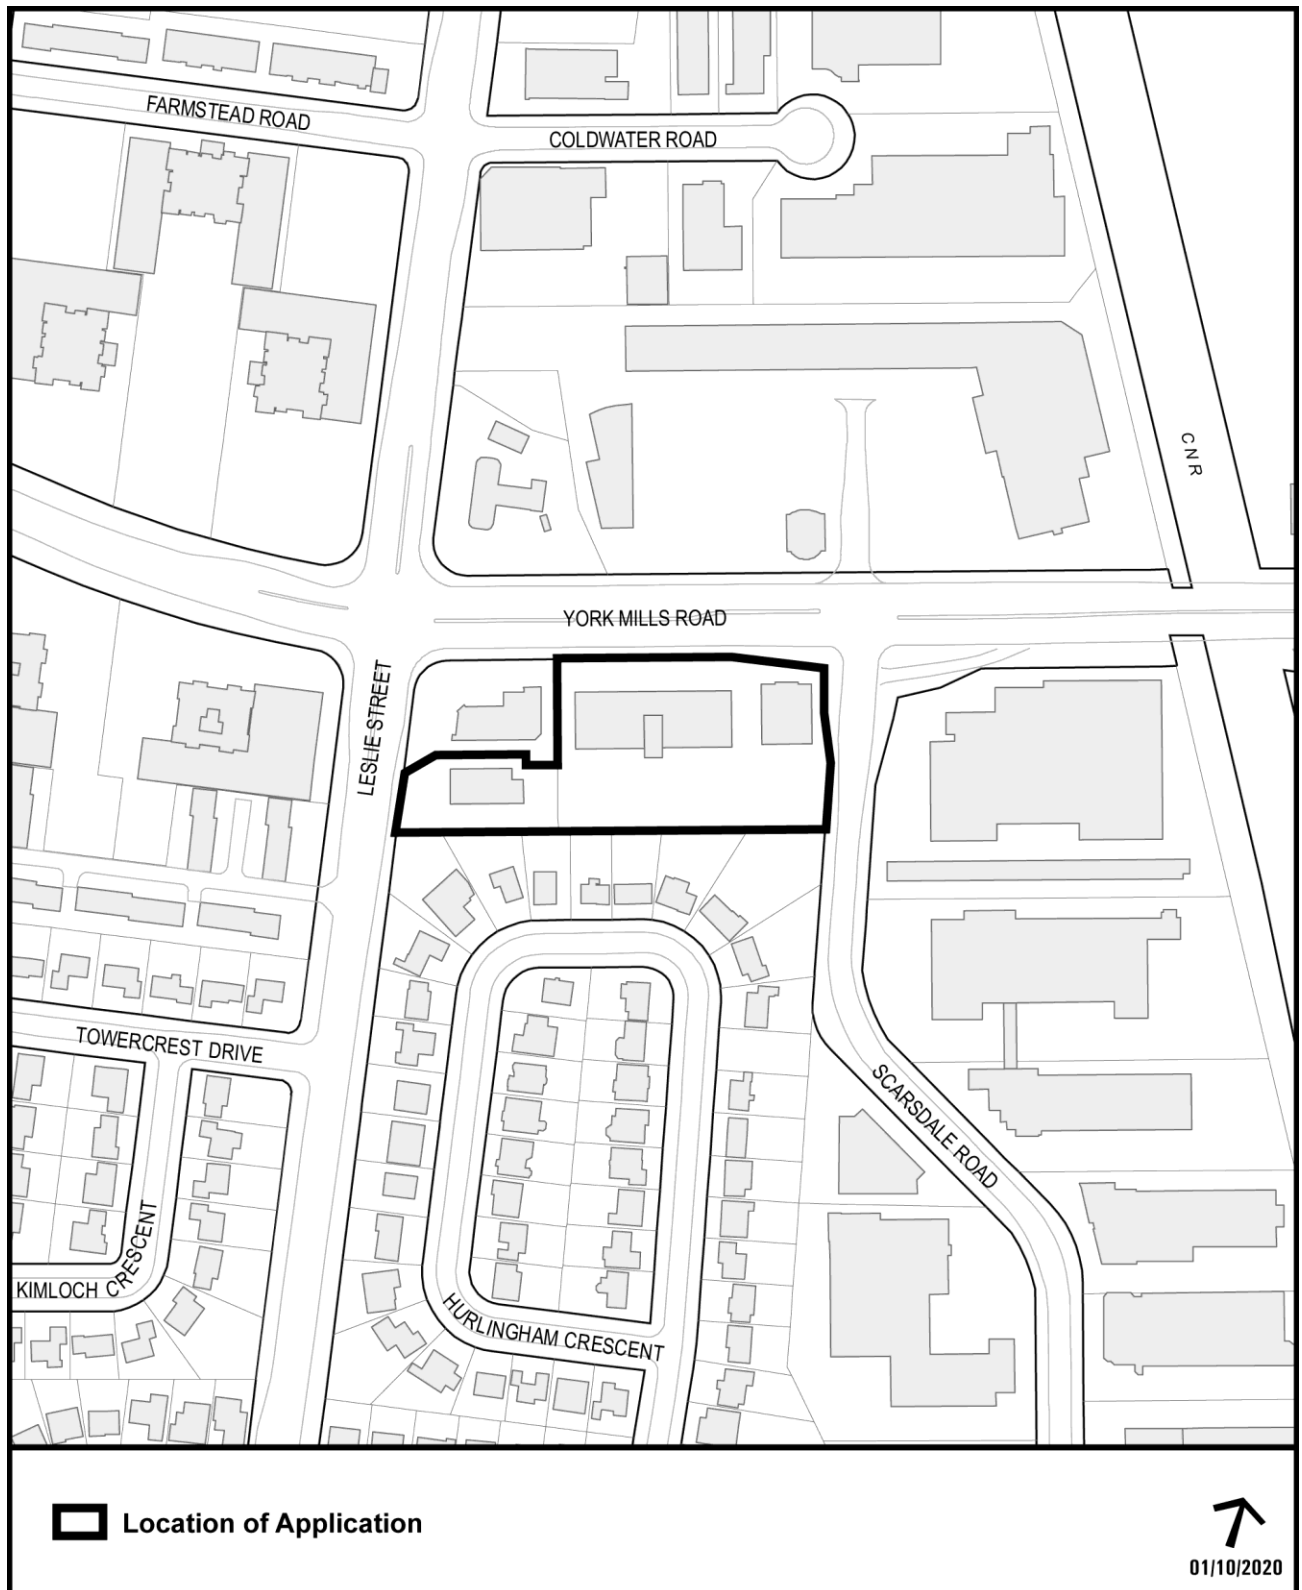 FARMSTEAD ROAD
COLDWATER ROAD
CNR
YORK MILLS ROAD
LESLIE STREET
TOWERCREST DRIVE
SCARSDALE ROAD
KIMLOCH CRESCENT
HURLINGHAM CRESCENT
Location of Application
01/10/2020